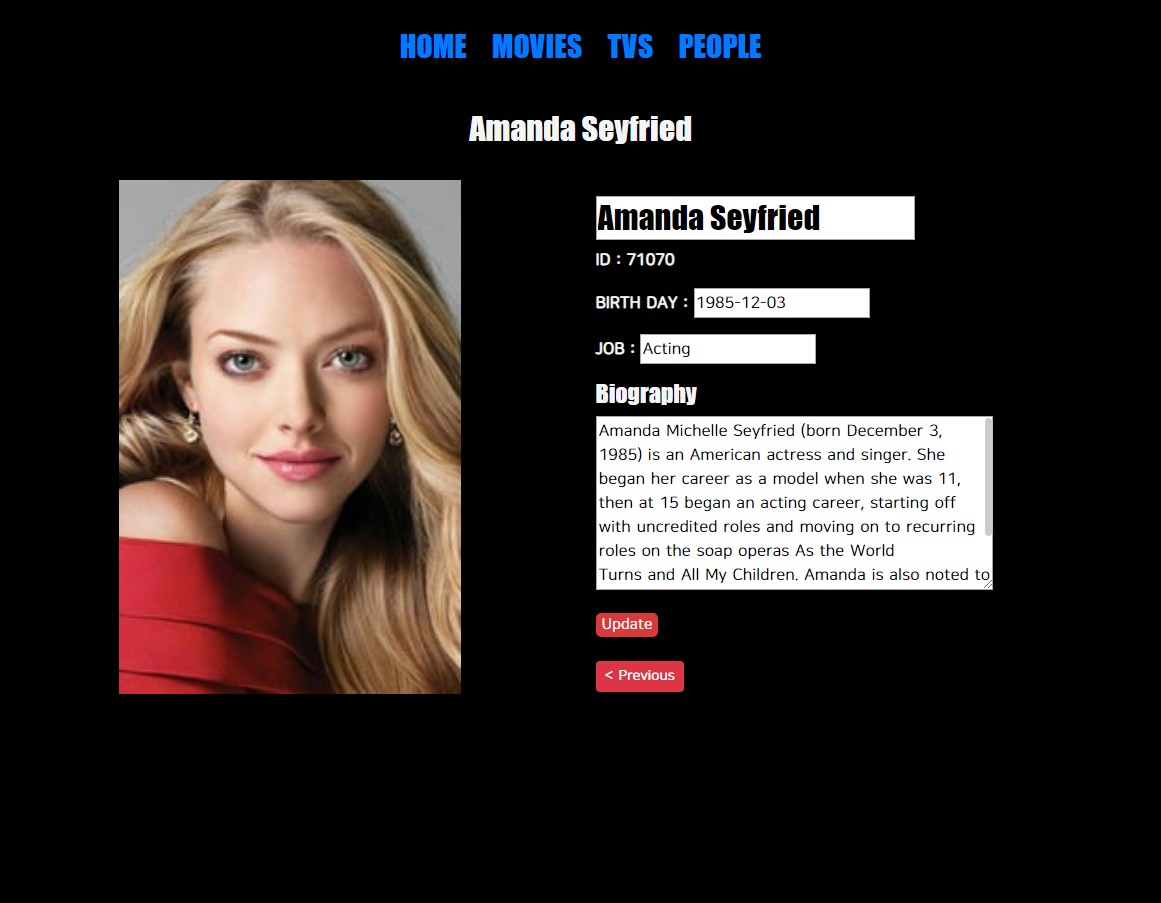 HOME MOVIES TVS PEOPLE
Amanda Seyfried
Amanda Seyfried
ID : 71070
BIRTH DAY : 1985-12-03
JOB : Acting
Biography
Amanda Michelle Seyfried (born December 3,
1985) is an American actress and singer. She
began her career as a model when she was 11,
then at 15 began an acting career, starting off
with uncredited roles and moving on to recurring
roles on the soap operas As the World
Turns and All My Children. Amanda is also noted to
Update
< Previous